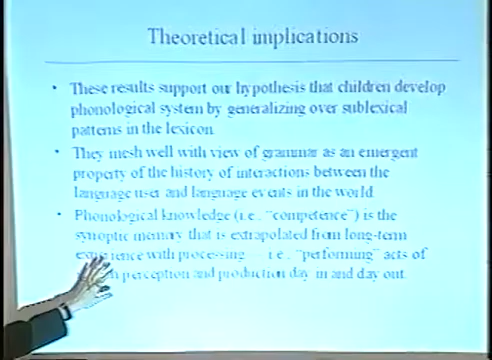 Theoretical implications
• These results support our hypothesis that children develop
phonological system by generalizing over sublexical
patterns in the lexicon
• They mesh well with view of grammar as an emergent
property of the history of interactions between the
language user and language events in the world
• Phonological knowledge (i.e., "competence") is the
synoptic memory that is extrapolated from long-term
experience with processing — i.e., "performing" acts of
perception and production day in and day out.